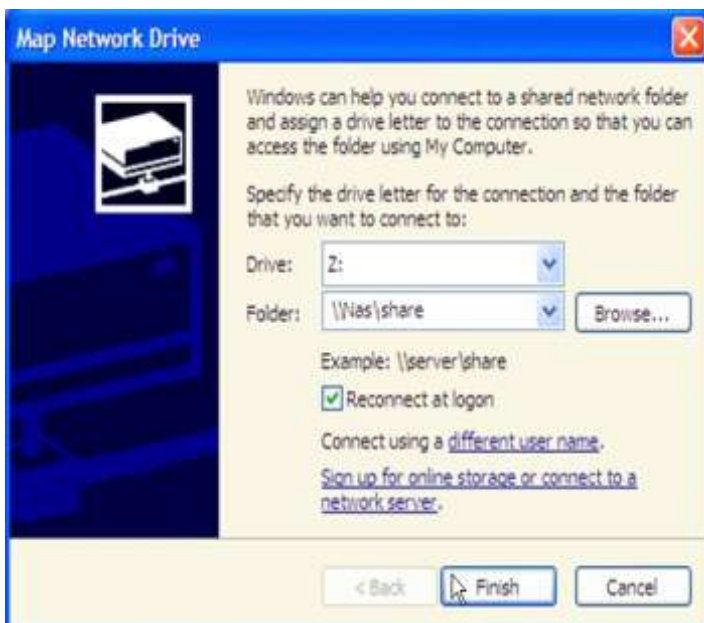 Map Network Drive
Windows can help you connect to a shared network folder
and assign a drive letter to the connection so that you can
access the folder using My Computer.
Specify the drive letter for the connection and the folder
that you want to connect to:
Drive: Z:
Folder: \\Nas\share Browse...
Example: \\server\share
Reconnect at logon
Connect using a different user name.
Sign up for online storage or connect to a
network server.
< Back Finish Cancel